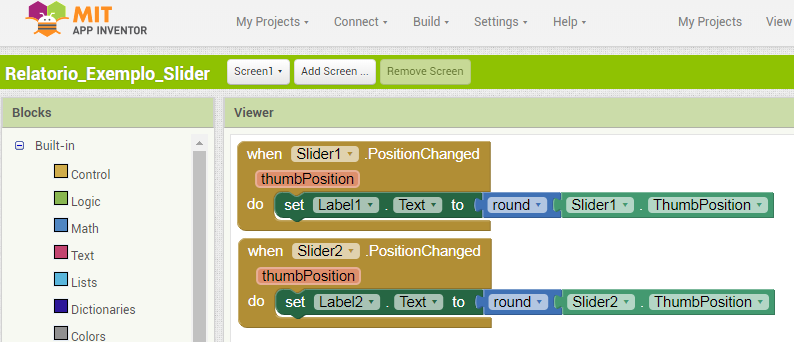 MIT
APP INVENTOR
My Projects Connect Build Settings Help My Projects View
Relatorio_Exemplo_Slider Screen1 Add Screen ... Remove Screen
Blocks
Viewer
Built-in
Control
Logic
Math
Text
Lists
Dictionaries
Colors
when Slider1 .PositionChanged
thumbPosition
do set Label1 . Text to round Slider1 . ThumbPosition
when Slider2 .PositionChanged
thumbPosition
do set Label2 . Text to round Slider2 . ThumbPosition